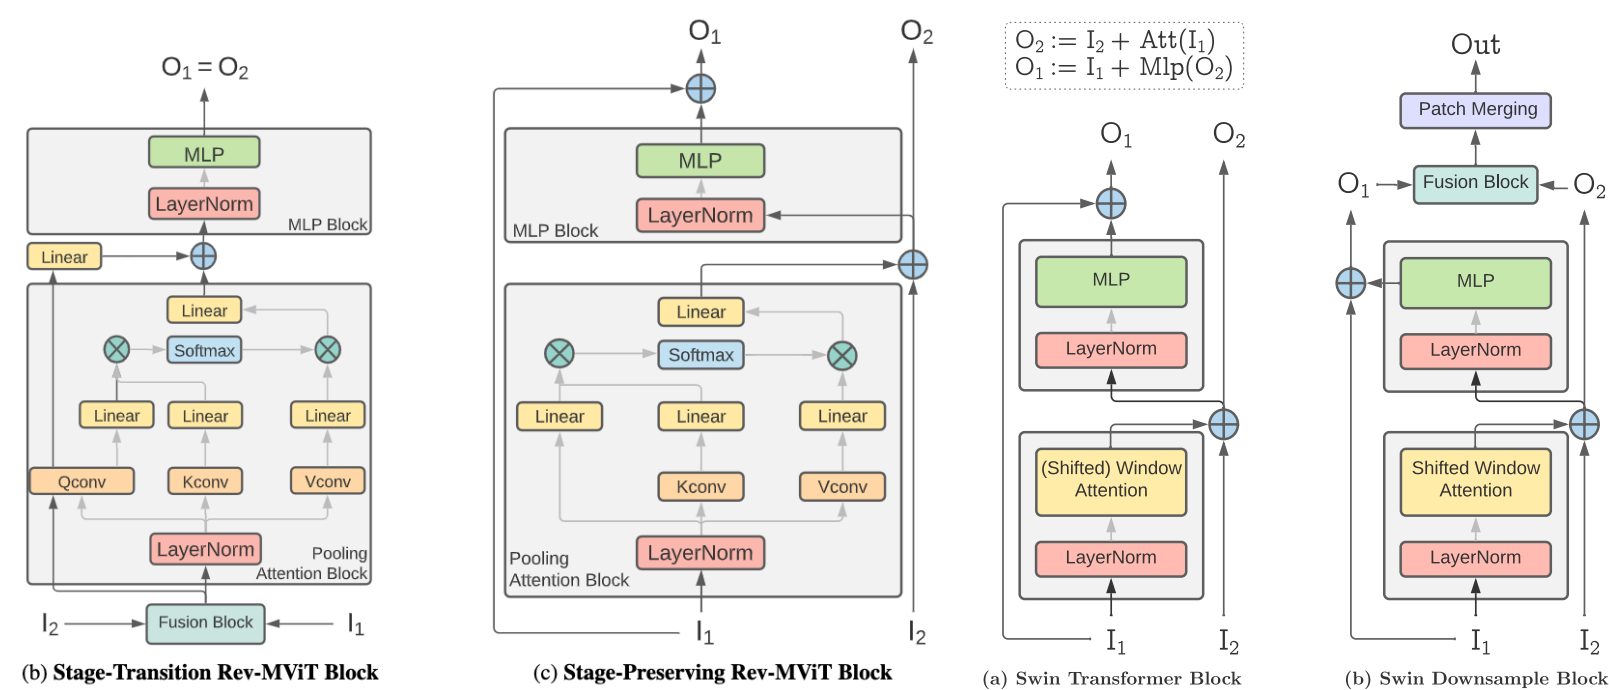 O₁ = O₂
MLP
LayerNorm
MLP Block
Linear
Linear
Softmax
Linear
Linear
Linear
Qconv
Kconv
Vconv
LayerNorm
Pooling
Attention Block
I₂
Fusion Block
I₁
(b) Stage-Transition Rev-MViT Block
O₁
O₂
MLP
LayerNorm
MLP Block
Linear
Softmax
Linear
Linear
Linear
Kconv
Vconv
LayerNorm
Pooling
Attention Block
I₁
I₂
(c) Stage-Preserving Rev-MViT Block
O₂ := I₂ + Att(I₁)
O₁ := I₁ + Mlp(O₂)
O₁
O₂
MLP
LayerNorm
(Shifted) Window
Attention
LayerNorm
I₁
I₂
(a) Swin Transformer Block
Out
Patch Merging
O₁
Fusion Block
O₂
MLP
LayerNorm
Shifted Window
Attention
LayerNorm
I₁
I₂
(b) Swin Downsample Block